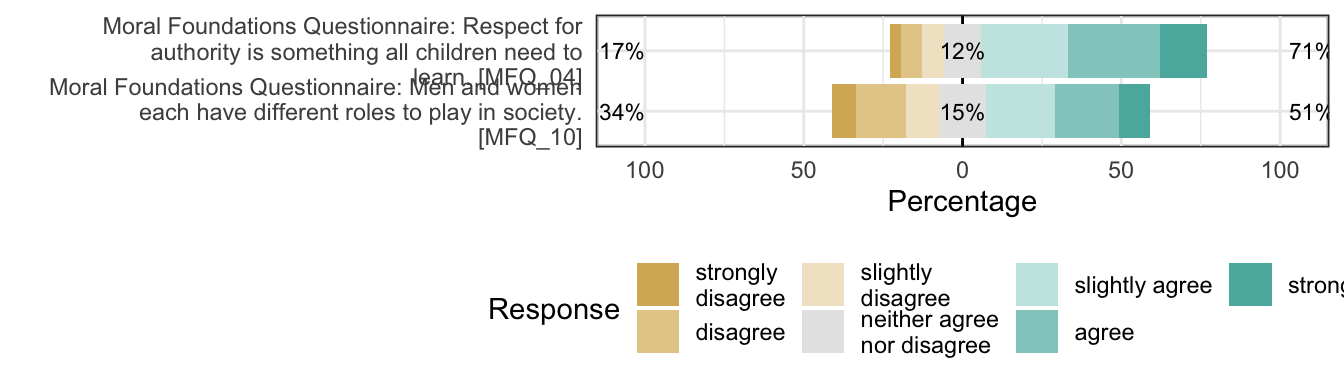 Moral Foundations Questionnaire: Respect for
authority is something all children need to
learn. [MFQ_04]
17% 12% 71%
Moral Foundations Questionnaire: Men and women
each have different roles to play in society.
[MFQ_10]
34% 15% 51%
100 50 0 50 100
Percentage
Response
strongly
disagree
disagree
slightly
disagree
neither agree
nor disagree
slightly agree
agree